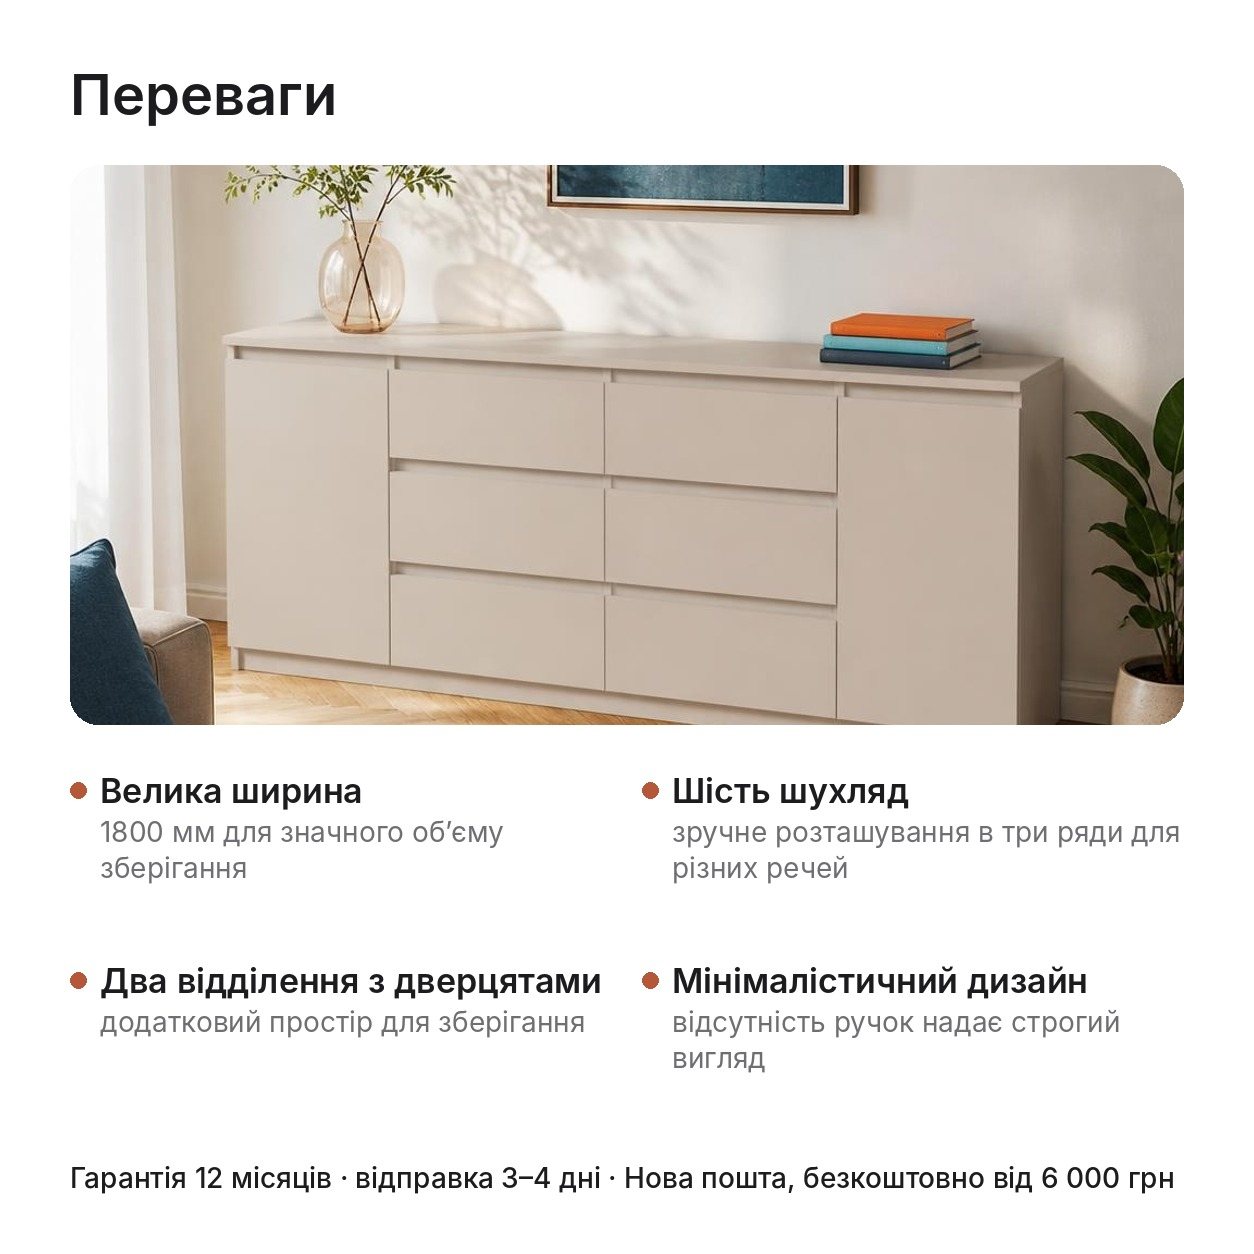 Переваги
Велика ширина
1800 мм для значного об’єму
зберігання
Шість шухляд
зручне розташування в три ряди для
різних речей
Два відділення з дверцятами
додатковий простір для зберігання
Мінімалістичний дизайн
відсутність ручок надає строгий
вигляд
Гарантія 12 місяців · відправка 3–4 дні · Нова пошта, безкоштовно від 6 000 грн